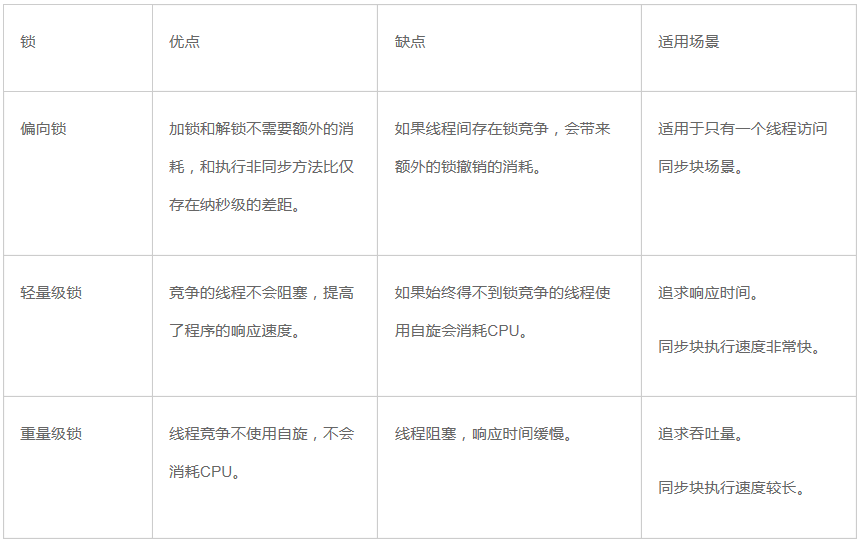 锁
优点
缺点
适用场景
偏向锁
加锁和解锁不需要额外的消
耗，和执行非同步方法比仅
存在纳秒级的差距。
如果线程间存在锁竞争，会带来
额外的锁撤销的消耗。
适用于只有一个线程访问
同步块场景。
轻量级锁
竞争的线程不会阻塞，提高
了程序的响应速度。
如果始终得不到锁竞争的线程使
用自旋会消耗CPU。
追求响应时间。
同步块执行速度非常快。
重量级锁
线程竞争不使用自旋，不会
消耗CPU。
线程阻塞，响应时间缓慢。
追求吞吐量。
同步块执行速度较长。